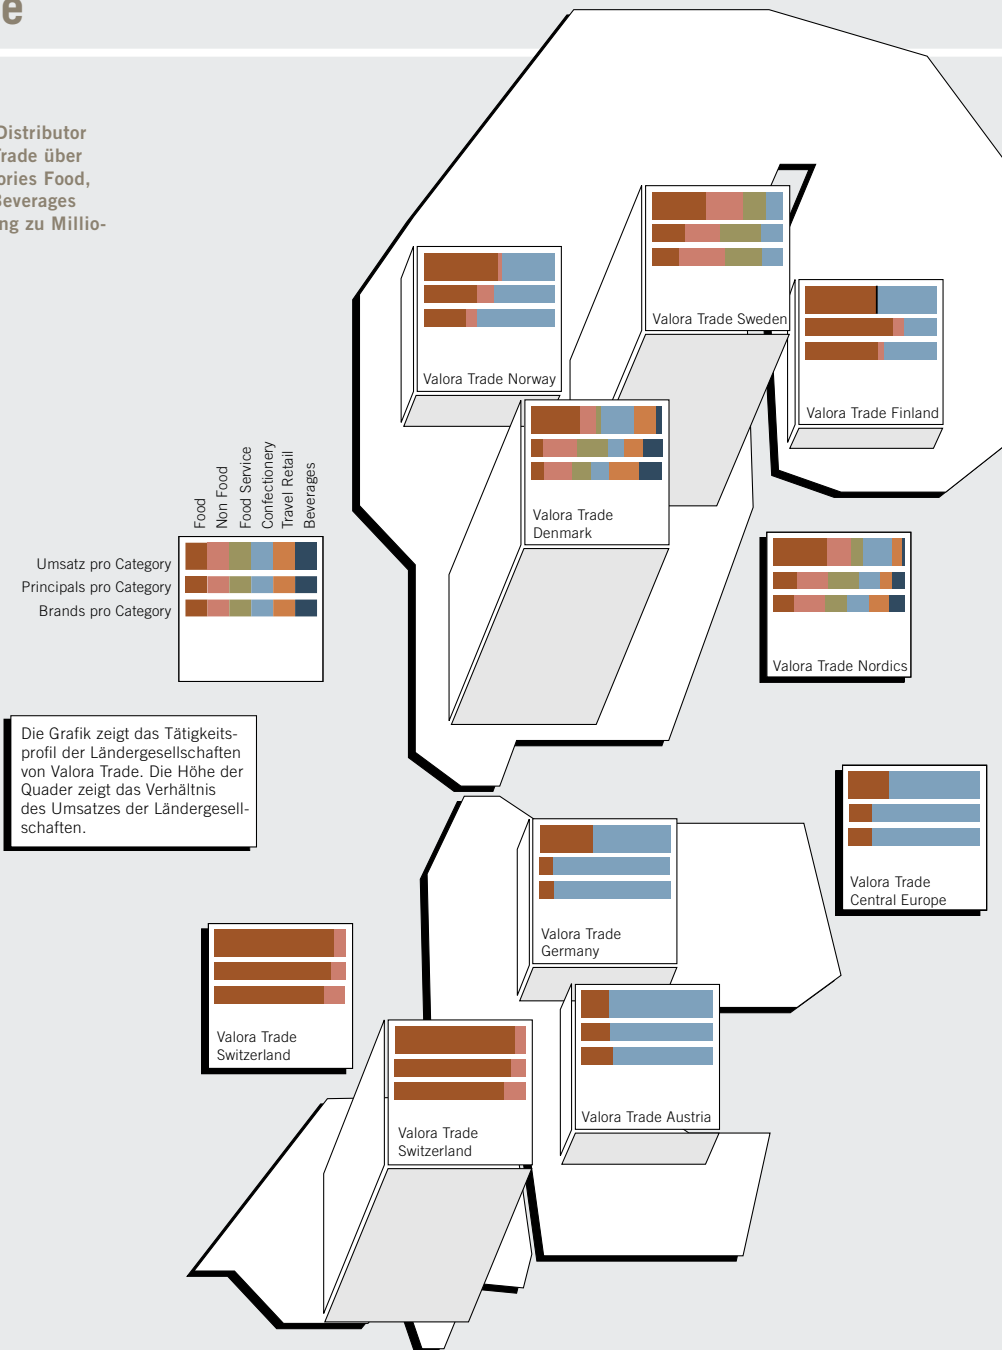 e
Distributor
rade über
ories Food,
Beverages
ng zu Millio-
Valora Trade Sweden
Valora Trade Norway
Valora Trade Finland
Valora Trade
Denmark
Food
Non Food
Food Service
Confectionery
Travel Retail
Beverages
Umsatz pro Category
Principals pro Category
Brands pro Category
Valora Trade Nordics
Die Grafik zeigt das Tätigkeits-
profil der Ländergesellschaften
von Valora Trade. Die Höhe der
Quader zeigt das Verhältnis
des Umsatzes der Ländergesell-
schaften.
Valora Trade
Central Europe
Valora Trade
Germany
Valora Trade
Switzerland
Valora Trade Austria
Valora Trade
Switzerland